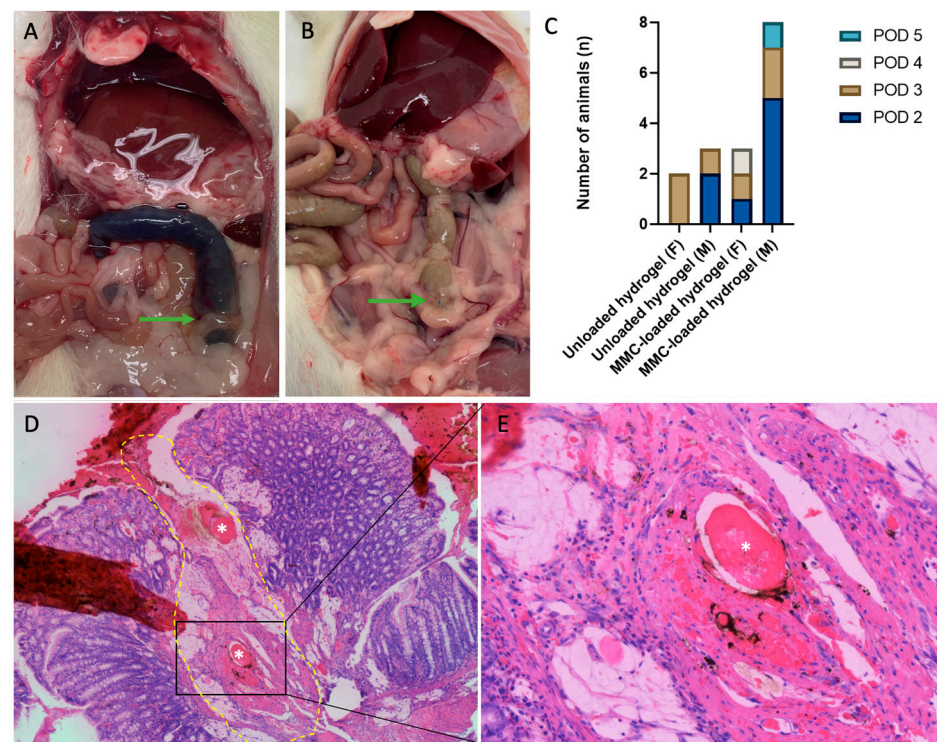 A
B
C
Number of animals (n)
8
6
4
2
0
Unloaded hydrogel (F)
Unloaded hydrogel (M)
MMC-loaded hydrogel (F)
MMC-loaded hydrogel (M)
POD 5
POD 4
POD 3
POD 2
D
*
*
E
*